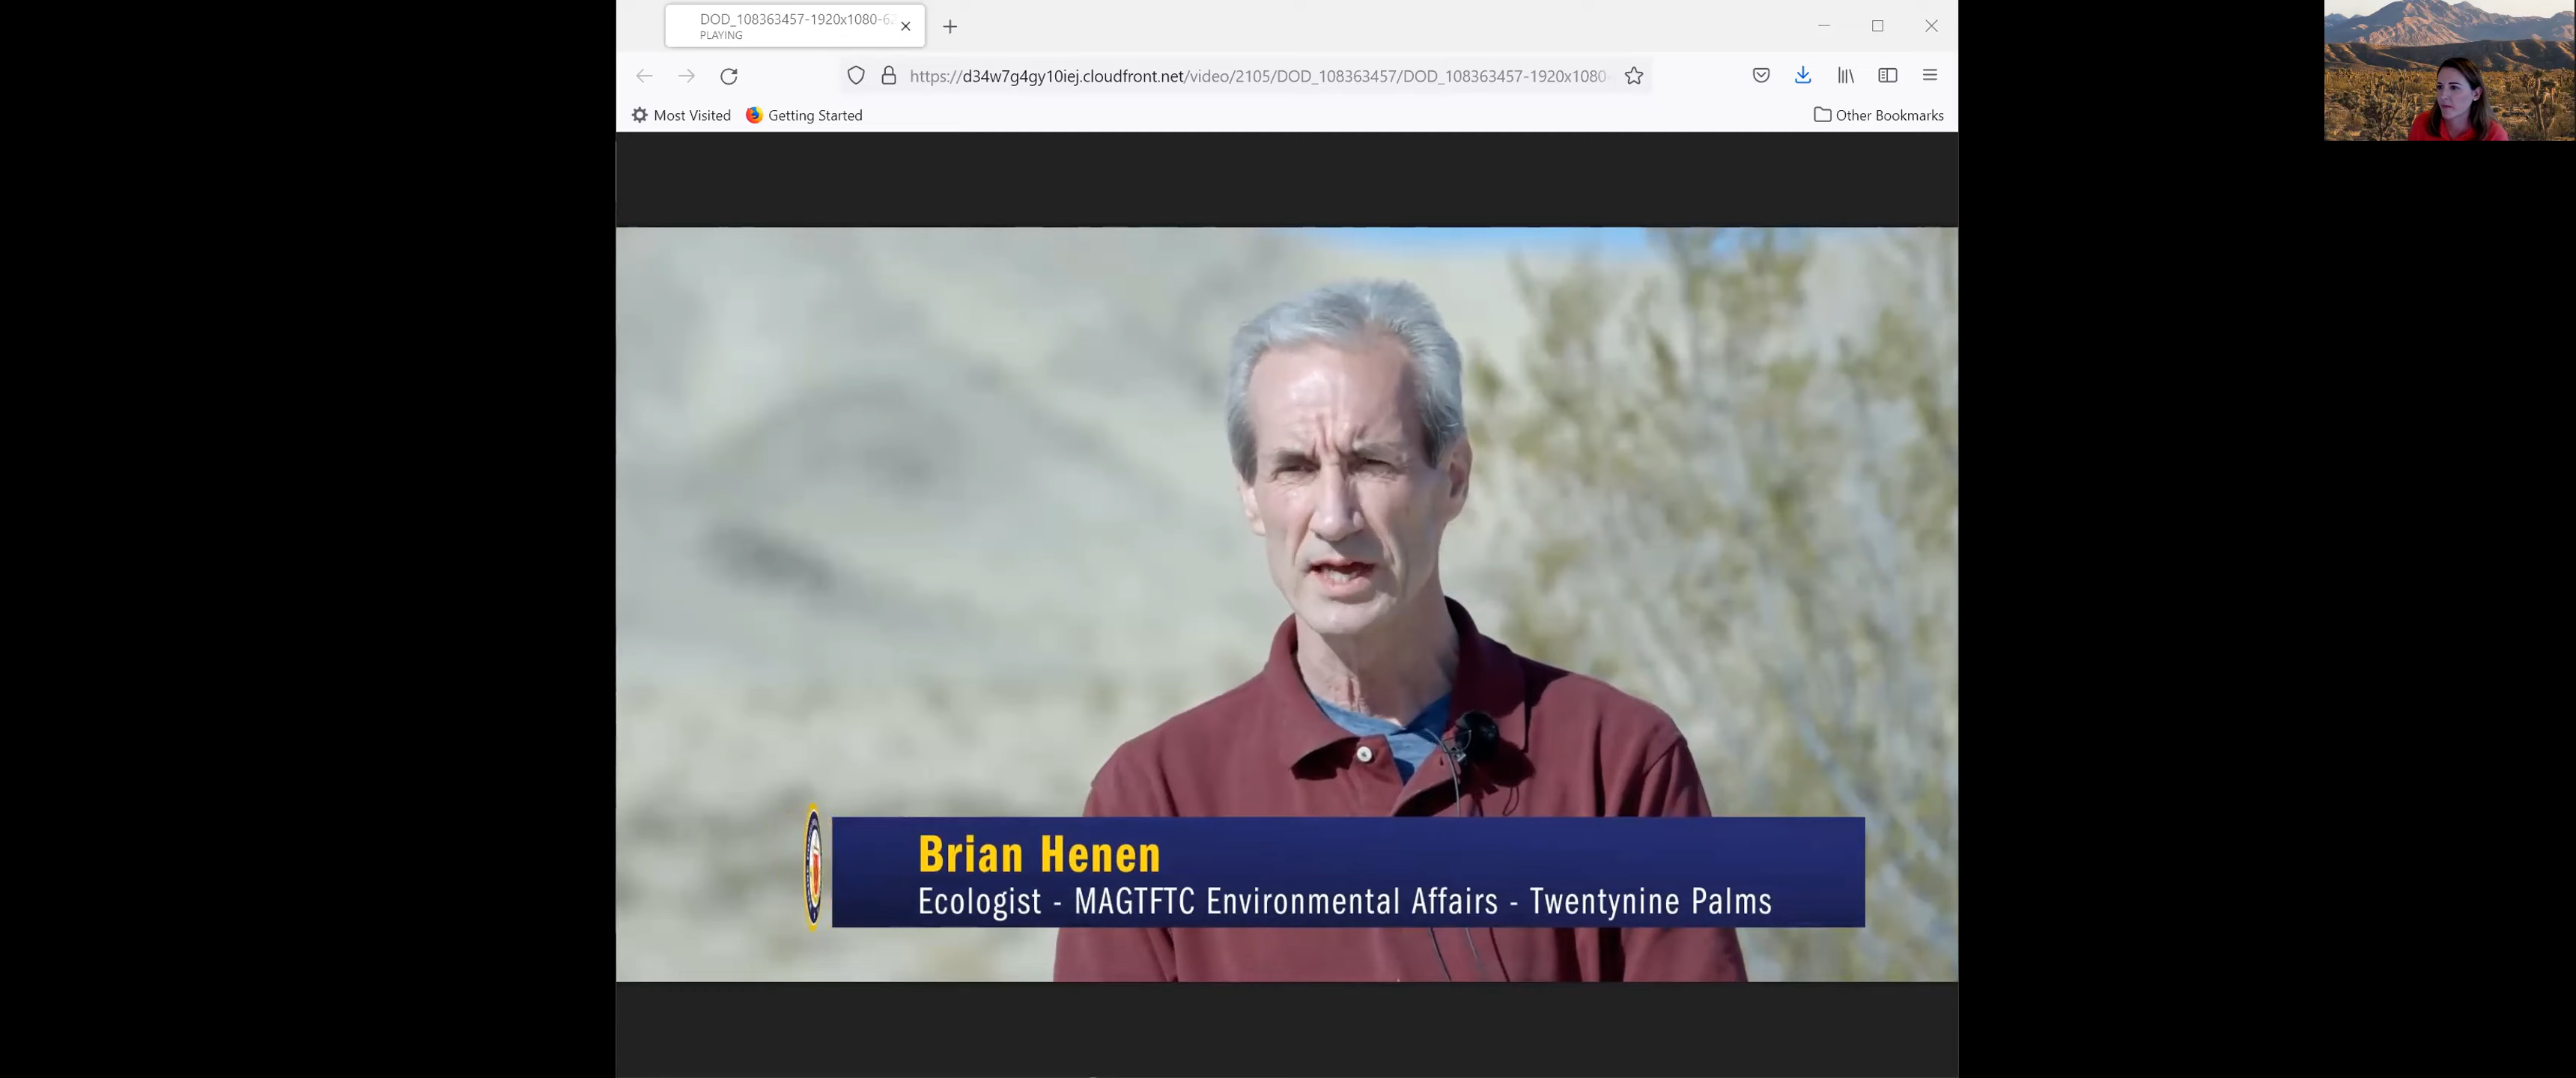 DOD_108363457-1920x1080-62
PLAYING
https://d34w7g4gy10iej.cloudfront.net/video/2105/DOD_108363457/DOD_108363457-1920x1080-
Most Visited
Getting Started
Other Bookmarks
Brian Henen
Ecologist - MAGTFTC Environmental Affairs - Twentynine Palms